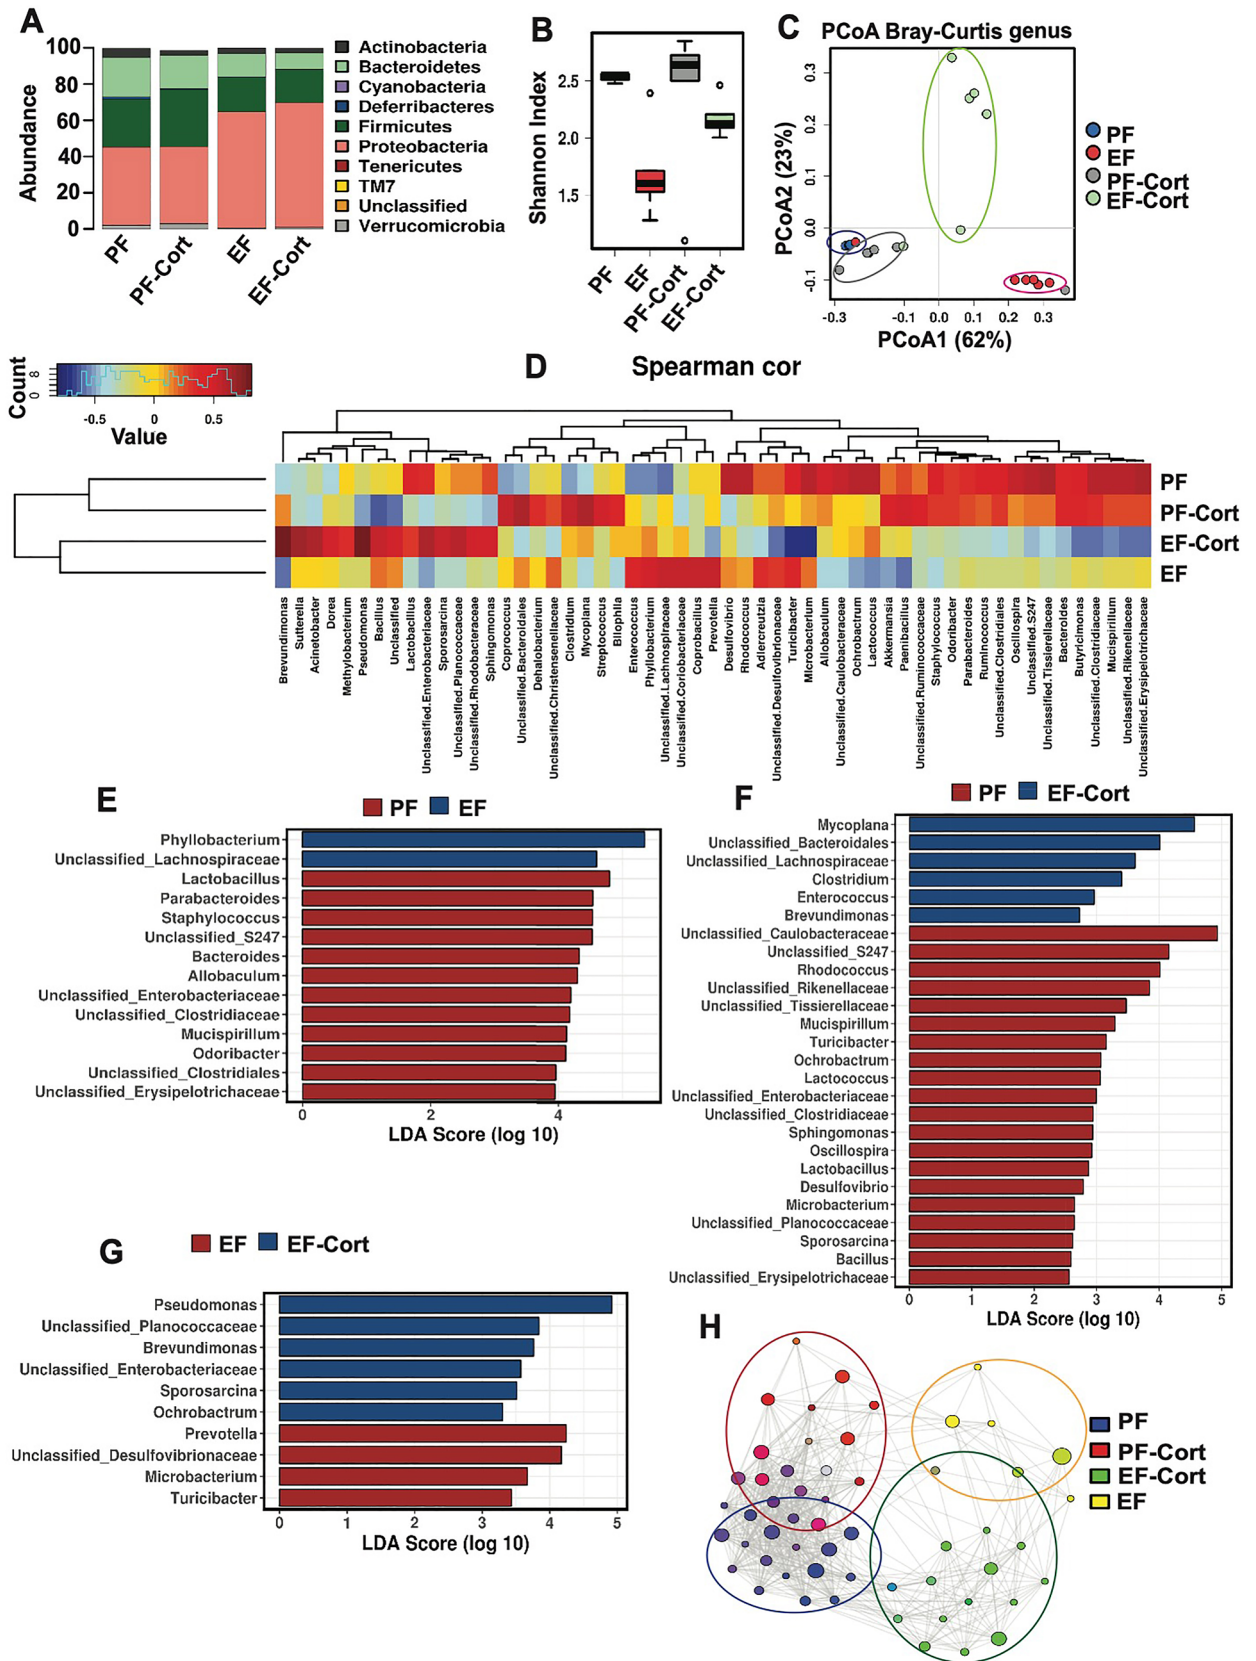 A
100
80
60
40
20
0
Abundance
PF
PF-Cort
EF
EF-Cort
Actinobacteria
Bacteroidetes
Cyanobacteria
Deferribacteres
Firmicutes
Proteobacteria
Tenericutes
TM7
Unclassified
Verrucomicrobia
B
Shannon Index
2.5
2.0
1.5
PF
EF
PF-Cort
EF-Cort
C
PCoA Bray-Curtis genus
PCoA2 (23%)
0.3
0.2
0.1
0.0
-0.1
-0.3
-0.1
0.0
0.1
0.2
0.3
PCoA1 (62%)
PF
EF
PF-Cort
EF-Cort
Count
8
0
-0.5
0
0.5
Value
D
Spearman cor
PF
PF-Cort
EF-Cort
EF
Brevundimonas
Sutterella
Acinetobacter
Dorea
Methylobacterium
Pseudomonas
Bacillus
Unclassified
Lactobacillus
Unclassified.Enterobacteriaceae
Sporosarcina
Unclassified.Planococcaceae
Unclassified.Rhodobacteraceae
Sphingomonas
Coprococcus
Unclassified.Bacteroidales
Dehalobacterium
Unclassified.Christensenellaceae
Clostridium
Mycoplana
Streptococcus
Bilophila
Enterococcus
Phyllobacterium
Unclassified.Lachnospiraceae
Unclassified.Coriobacteriaceae
Coprobacillus
Prevotella
Desulfovibrio
Rhodococcus
Adlercreutzia
Unclassified.Desulfovibrionaceae
Turicibacter
Microbacterium
Allobaculum
Unclassified.Caulobacteraceae
Ochrobactrum
Lactococcus
Akkermansia
Paenibacillus
Unclassified.Ruminococcaceae
Staphylococcus
Odoribacter
Parabacteroides
Ruminococcus
Unclassified.Clostridiales
Oscillospira
Unclassified.S247
Unclassified.Tissierellaceae
Bacteroides
Butyricimonas
Unclassified.Clostridiaceae
Mucispirillum
Unclassified.Rikenellaceae
Unclassified.Erysipelotrichaceae
E
PF
EF
Phyllobacterium
Unclassified_Lachnospiraceae
Lactobacillus
Parabacteroides
Staphylococcus
Unclassified_S247
Bacteroides
Allobaculum
Unclassified_Enterobacteriaceae
Unclassified_Clostridiaceae
Mucispirillum
Odoribacter
Unclassified_Clostridiales
Unclassified_Erysipelotrichaceae
0
2
4
LDA Score (log 10)
F
PF
EF-Cort
Mycoplana
Unclassified_Bacteroidales
Unclassified_Lachnospiraceae
Clostridium
Enterococcus
Brevundimonas
Unclassified_Caulobacteraceae
Unclassified_S247
Rhodococcus
Unclassified_Rikenellaceae
Unclassified_Tissierellaceae
Mucispirillum
Turicibacter
Ochrobactrum
Lactococcus
Unclassified_Enterobacteriaceae
Unclassified_Clostridiaceae
Sphingomonas
Oscillospira
Lactobacillus
Desulfovibrio
Microbacterium
Unclassified_Planococcaceae
Sporosarcina
Bacillus
Unclassified_Erysipelotrichaceae
0
1
2
3
4
5
LDA Score (log 10)
G
EF
EF-Cort
Pseudomonas
Unclassified_Planococcaceae
Brevundimonas
Unclassified_Enterobacteriaceae
Sporosarcina
Ochrobactrum
Prevotella
Unclassified_Desulfovibrionaceae
Microbacterium
Turicibacter
0
1
2
3
4
5
LDA Score (log 10)
H
PF
PF-Cort
EF-Cort
EF